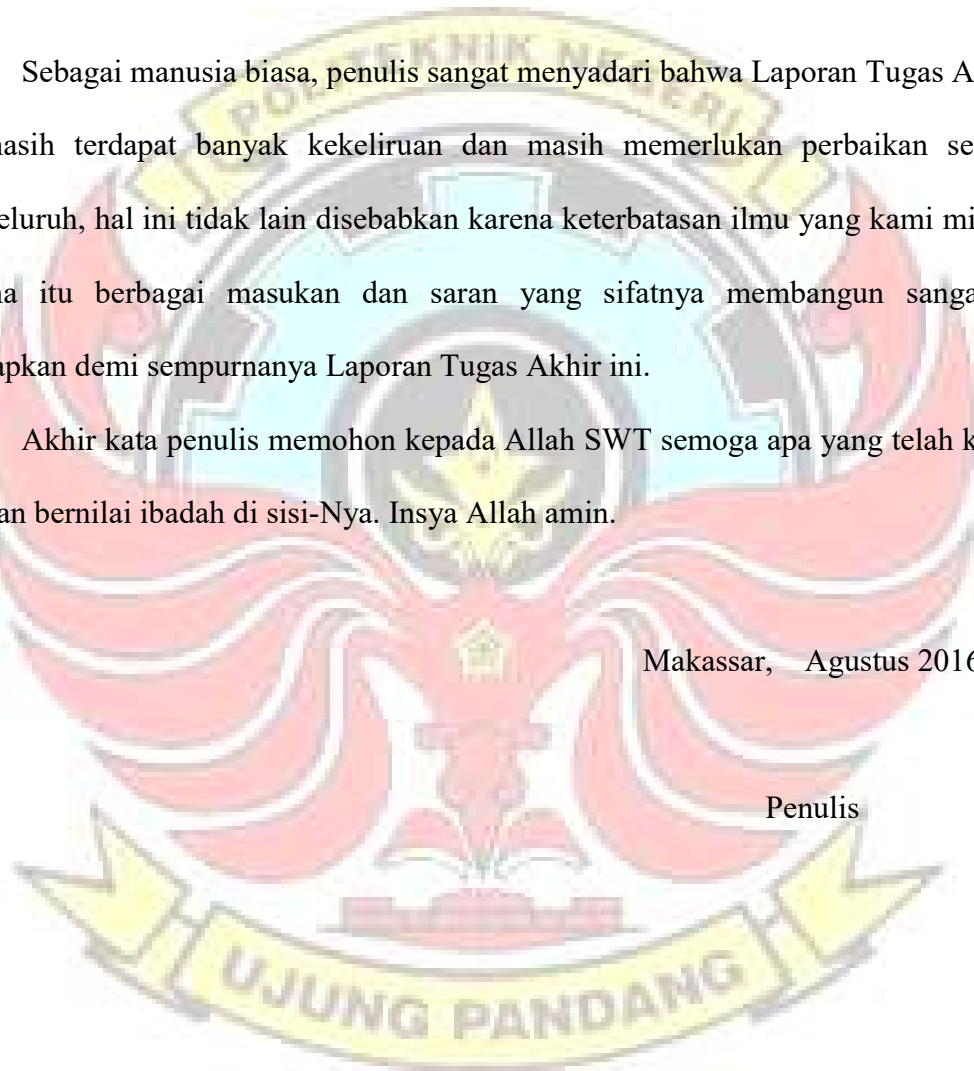 POLITEKNIK NEGERI
Sebagai manusia biasa, penulis sangat menyadari bahwa Laporan Tugas A
asih terdapat banyak kekeliruan dan masih memerlukan perbaikan se
eluruh, hal ini tidak lain disebabkan karena keterbatasan ilmu yang kami mi
na itu berbagai masukan dan saran yang sifatnya membangun sanga
apkan demi sempurnanya Laporan Tugas Akhir ini.
Akhir kata penulis memohon kepada Allah SWT semoga apa yang telah k
an bernilai ibadah di sisi-Nya. Insya Allah amin.
Makassar, Agustus 2016
Penulis
UJUNG PANDANG